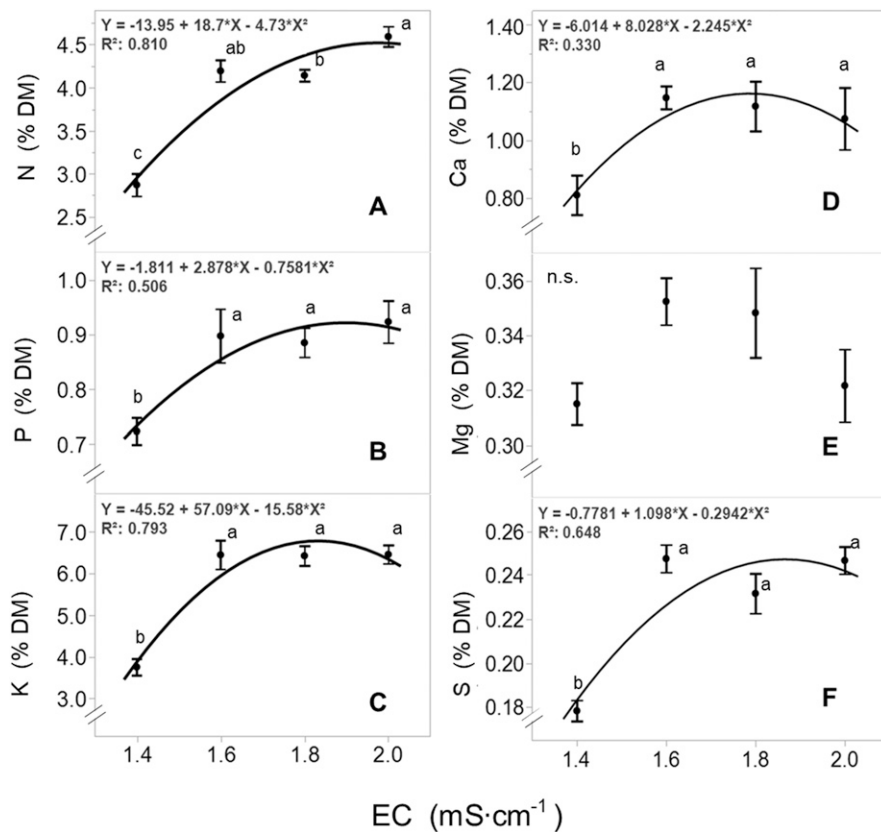 Y = -13.95 + 18.7*X - 4.73*X²
R²: 0.810
N (% DM)
4.5
4.0
3.5
3.0
2.5
c
ab
b
a
A
Y = -1.811 + 2.878*X - 0.7581*X²
R²: 0.506
P (% DM)
1.0
0.9
0.8
0.7
b
a
a
a
B
Y = -45.52 + 57.09*X - 15.58*X²
R²: 0.793
K (% DM)
7.0
6.0
5.0
4.0
3.0
b
a
a
a
C
1.4
1.6
1.8
2.0
Y = -6.014 + 8.028*X - 2.245*X²
R²: 0.330
Ca (% DM)
1.40
1.20
1.00
0.80
b
a
a
a
D
n.s.
Mg (% DM)
0.36
0.34
0.32
0.30
E
Y = -0.7781 + 1.098*X - 0.2942*X²
R²: 0.648
S (% DM)
0.26
0.24
0.22
0.20
0.18
b
a
a
a
F
1.4
1.6
1.8
2.0
EC (mS·cm⁻¹)